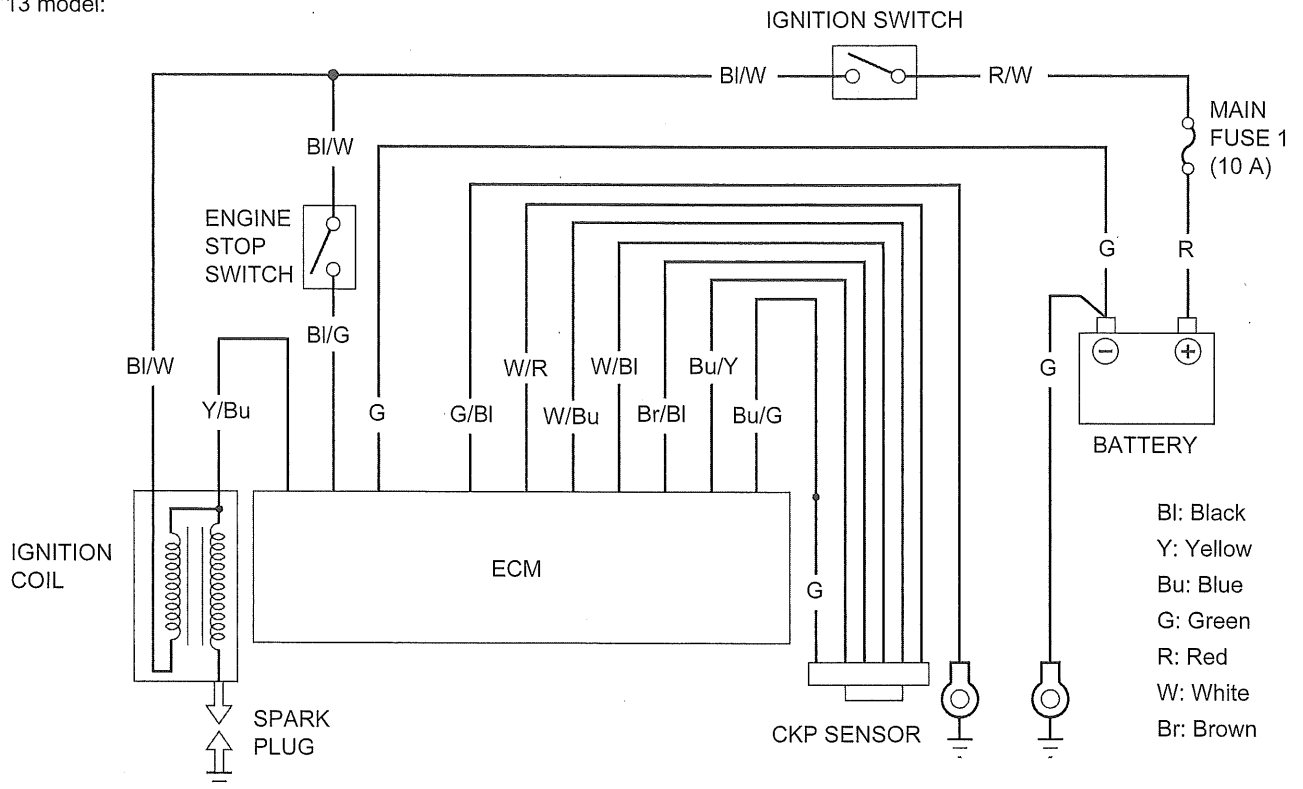 13 model:
IGNITION SWITCH
Bl/W
R/W
MAIN
FUSE 1
(10 A)
Bl/W
ENGINE
STOP
SWITCH
G
R
Bl/G
Bl/W
W/R
W/Bl
Bu/Y
G
Y/Bu
G
G/Bl
W/Bu
Br/Bl
Bu/G
BATTERY
IGNITION
COIL
ECM
G
Bl: Black
Y: Yellow
Bu: Blue
G: Green
R: Red
W: White
Br: Brown
SPARK
PLUG
CKP SENSOR